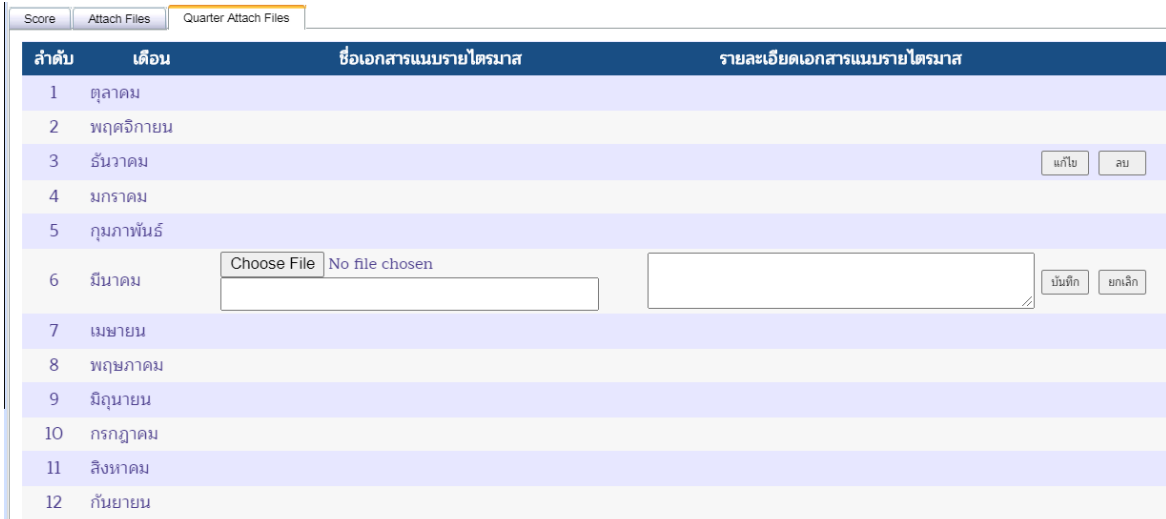 Score Attach Files Quarter Attach Files
ลำดับ เดือน ชื่อเอกสารแนบรายไตรมาส รายละเอียดเอกสารแนบรายไตรมาส
1 ตุลาคม
2 พฤศจิกายน
3 ธันวาคม แก้ไข ลบ
4 มกราคม
5 กุมภาพันธ์
6 มีนาคม Choose File No file chosen บันทึก ยกเลิก
7 เมษายน
8 พฤษภาคม
9 มิถุนายน
10 กรกฎาคม
11 สิงหาคม
12 กันยายน